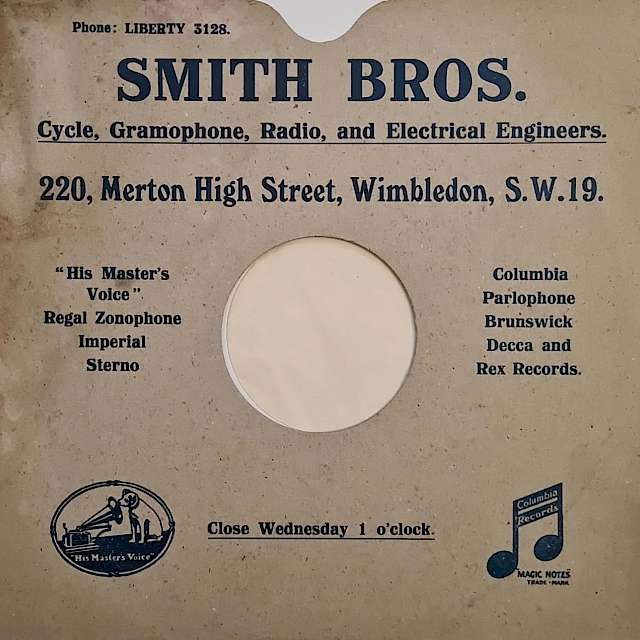 Phone: LIBERTY 3128.
SMITH BROS.
Cycle, Gramophone, Radio, and Electrical Engineers.
220, Merton High Street, Wimbledon, S.W.19.
"His Master's
Voice"
Regal Zonophone
Imperial
Sterno
Columbia
Parlophone
Brunswick
Decca and
Rex Records.
"His Master's Voice"
Close Wednesday 1 o'clock.
Columbia
Records
"MAGIC NOTES"
TRADE-MARK